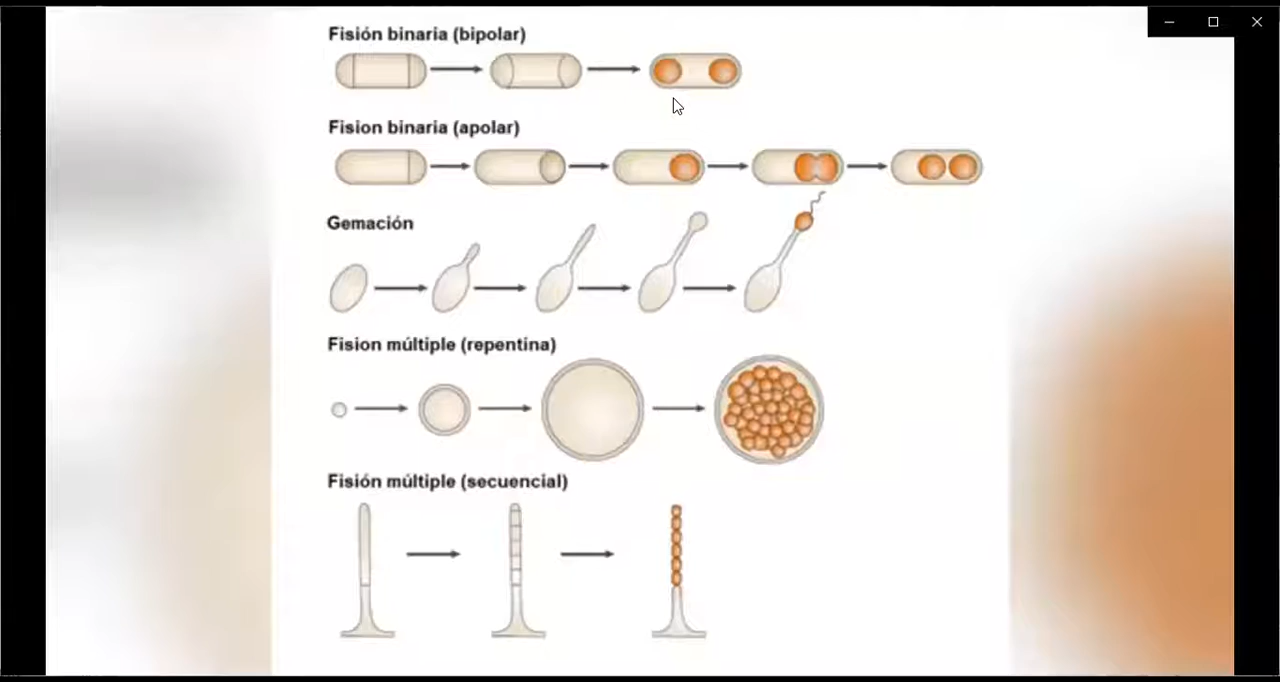 Fisión binaria (bipolar)
Fision binaria (apolar)
Gemación
Fision múltiple (repentina)
Fisión múltiple (secuencial)